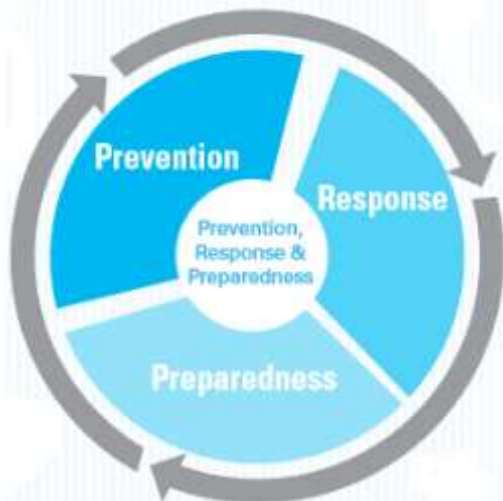 Prevention
Response
Prevention,
Response &
Preparedness
Preparedness